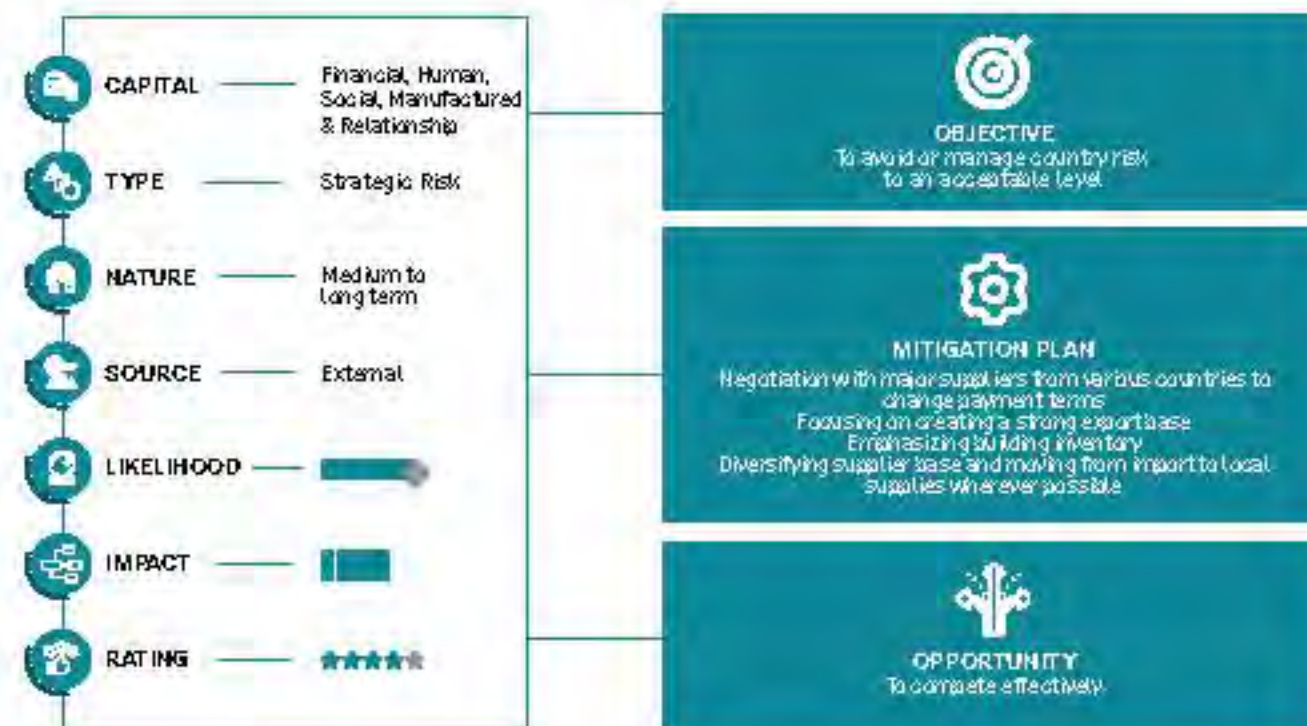 CAPITAL
Financial, Human,
Social, Manufactured
& Relationship
TYPE
Strategic Risk
NATURE
Medium to
long term
SOURCE
External
LIKELIHOOD
IMPACT
RATING
OBJECTIVE
To avoid or manage country risk
to an acceptable level
MITIGATION PLAN
Negotiation with major suppliers from various countries to
change payment terms
Focusing on creating a strong export base
Emphasizing building inventory
Diversifying supplier base and moving from import to local
supplies wherever possible
OPPORTUNITY
To compete effectively